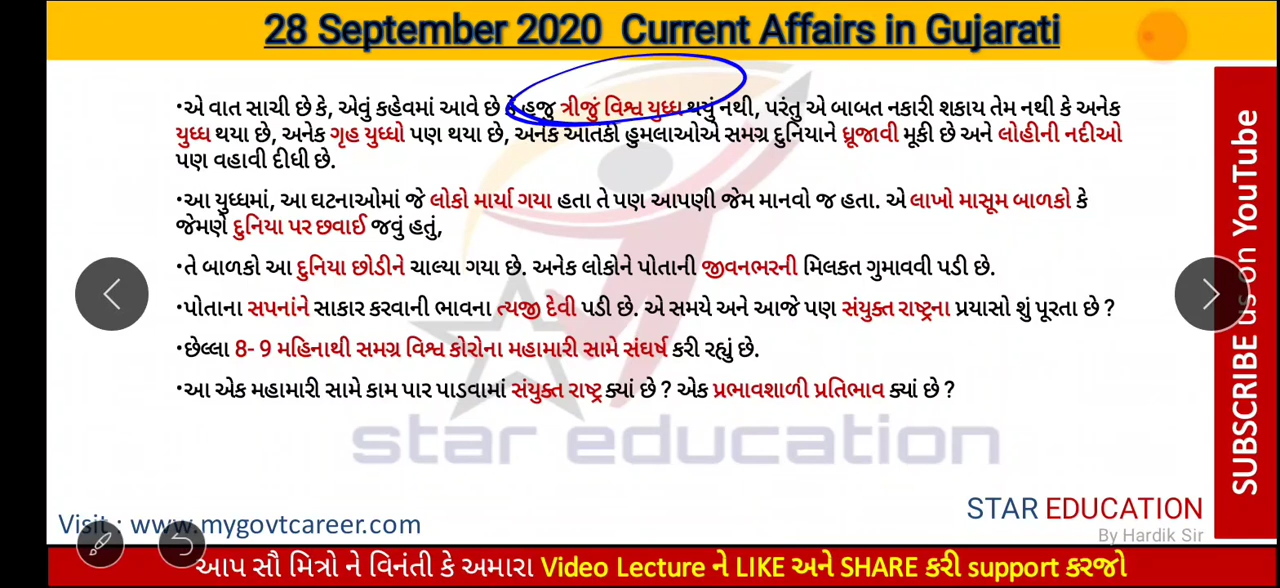 28 September 2020 Current Affairs in Gujarati
•એ વાત સાચી છે કે, એવું કહેવમાં આવે છે કે હજુ ત્રીજું વિશ્વ યુધ્ધ થયું નથી, પરંતુ એ બાબત નકારી શકાય તેમ નથી કે અનેક
યુધ્ધ થયા છે, અનેક ગૃહ યુધ્ધો પણ થયા છે, અનેક આતંકી હુમલાઓએ સમગ્ર દુનિયાને ધ્રૂજાવી મૂકી છે અને લોહીની નદીઓ
પણ વહાવી દીધી છે.
•આ યુધ્ધમાં, આ ઘટનાઓમાં જે લોકો માર્યા ગયા હતા તે પણ આપણી જેમ માનવો જ હતા. એ લાખો માસૂમ બાળકો કે
જેમણે દુનિયા પર છવાઈ જવું હતું,
•તે બાળકો આ દુનિયા છોડીને ચાલ્યા ગયા છે. અનેક લોકોને પોતાની જીવનભરની મિલકત ગુમાવવી પડી છે.
•પોતાના સપનાંને સાકાર કરવાની ભાવના ત્યજી દેવી પડી છે. એ સમયે અને આજે પણ સંયુક્ત રાષ્ટ્રના પ્રયાસો શું પૂરતા છે ?
•છેલ્લા 8- 9 મહિનાથી સમગ્ર વિશ્વ કોરોના મહામારી સામે સંઘર્ષ કરી રહ્યું છે.
•આ એક મહામારી સામે કામ પાર પાડવામાં સંયુક્ત રાષ્ટ્ર ક્યાં છે ? એક પ્રભાવશાળી પ્રતિભાવ ક્યાં છે ?
star education
STAR EDUCATION
By Hardik Sir
Visit : www.mygovtcareer.com
આપ સૌ મિત્રો ને વિનંતી કે અમારા Video Lecture ને LIKE અને SHARE કરી support કરજો
SUBSCRIBE us on YouTube